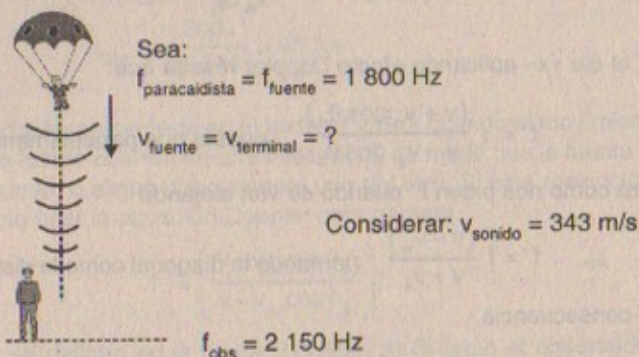 Sea:
f_paracaidista = f_fuente = 1 800 Hz
v_fuente = v_terminal = ?
Considerar: v_sonido = 343 m/s
f_obs = 2 150 Hz